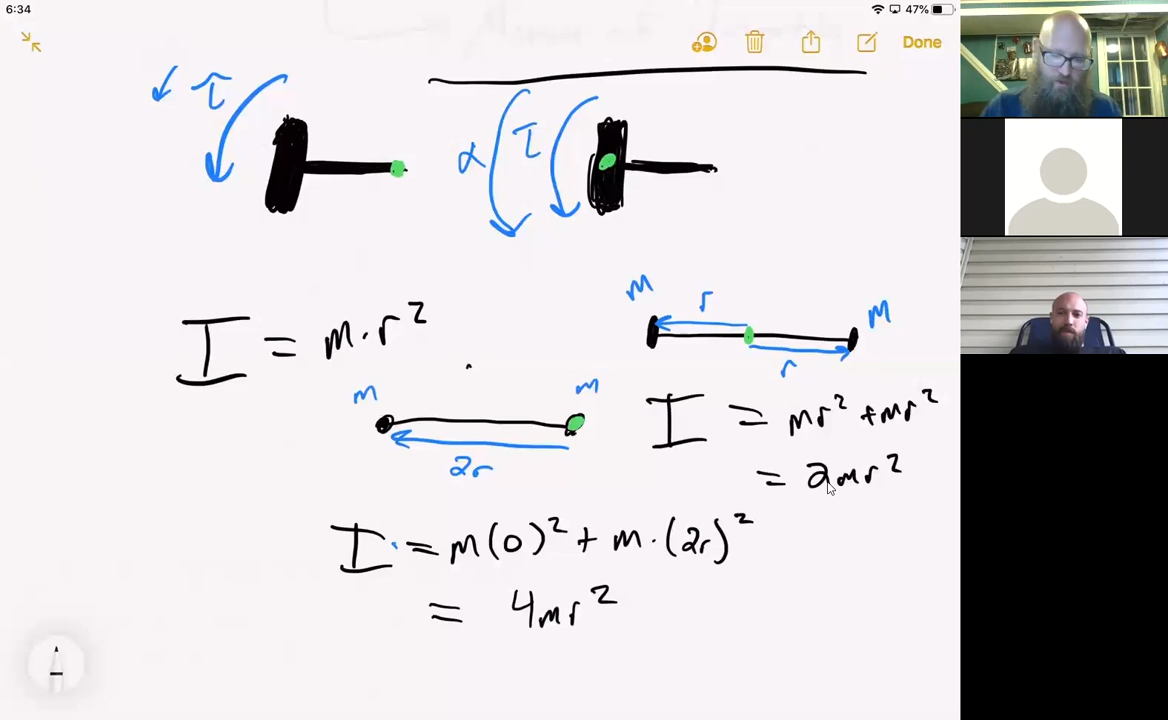 6:34
47%
Done
τ
α τ
m
r
m
r
I = m·r²
m
m
2r
I = mr² + mr²
= 2mr²
I = m(0)² + m·(2r)²
= 4mr²